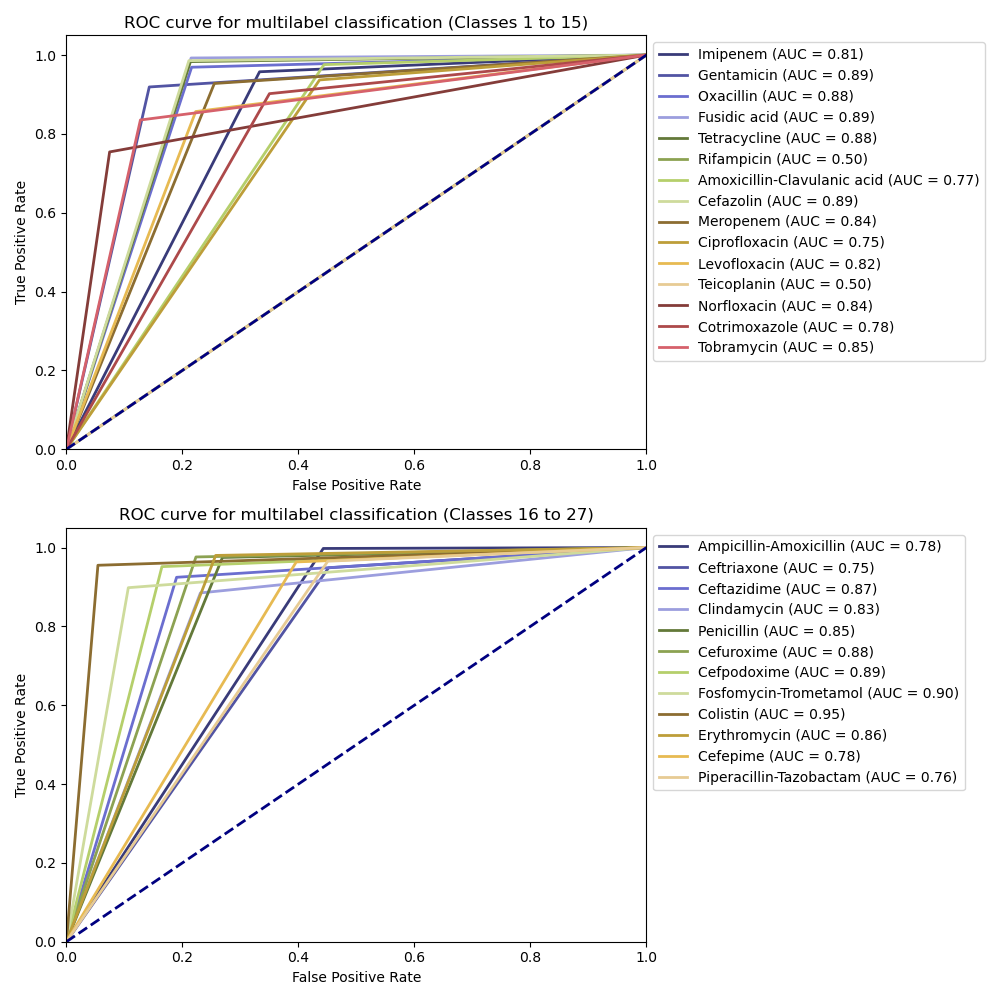 ROC curve for multilabel classification (Classes 1 to 15)
True Positive Rate
1.0
0.8
0.6
0.4
0.2
0.0
0.0 0.2 0.4 0.6 0.8 1.0
False Positive Rate
Imipenem (AUC = 0.81)
Gentamicin (AUC = 0.89)
Oxacillin (AUC = 0.88)
Fusidic acid (AUC = 0.89)
Tetracycline (AUC = 0.88)
Rifampicin (AUC = 0.50)
Amoxicillin-Clavulanic acid (AUC = 0.77)
Cefazolin (AUC = 0.89)
Meropenem (AUC = 0.84)
Ciprofloxacin (AUC = 0.75)
Levofloxacin (AUC = 0.82)
Teicoplanin (AUC = 0.50)
Norfloxacin (AUC = 0.84)
Cotrimoxazole (AUC = 0.78)
Tobramycin (AUC = 0.85)
ROC curve for multilabel classification (Classes 16 to 27)
True Positive Rate
1.0
0.8
0.6
0.4
0.2
0.0
0.0 0.2 0.4 0.6 0.8 1.0
False Positive Rate
Ampicillin-Amoxicillin (AUC = 0.78)
Ceftriaxone (AUC = 0.75)
Ceftazidime (AUC = 0.87)
Clindamycin (AUC = 0.83)
Penicillin (AUC = 0.85)
Cefuroxime (AUC = 0.88)
Cefpodoxime (AUC = 0.89)
Fosfomycin-Trometamol (AUC = 0.90)
Colistin (AUC = 0.95)
Erythromycin (AUC = 0.86)
Cefepime (AUC = 0.78)
Piperacillin-Tazobactam (AUC = 0.76)